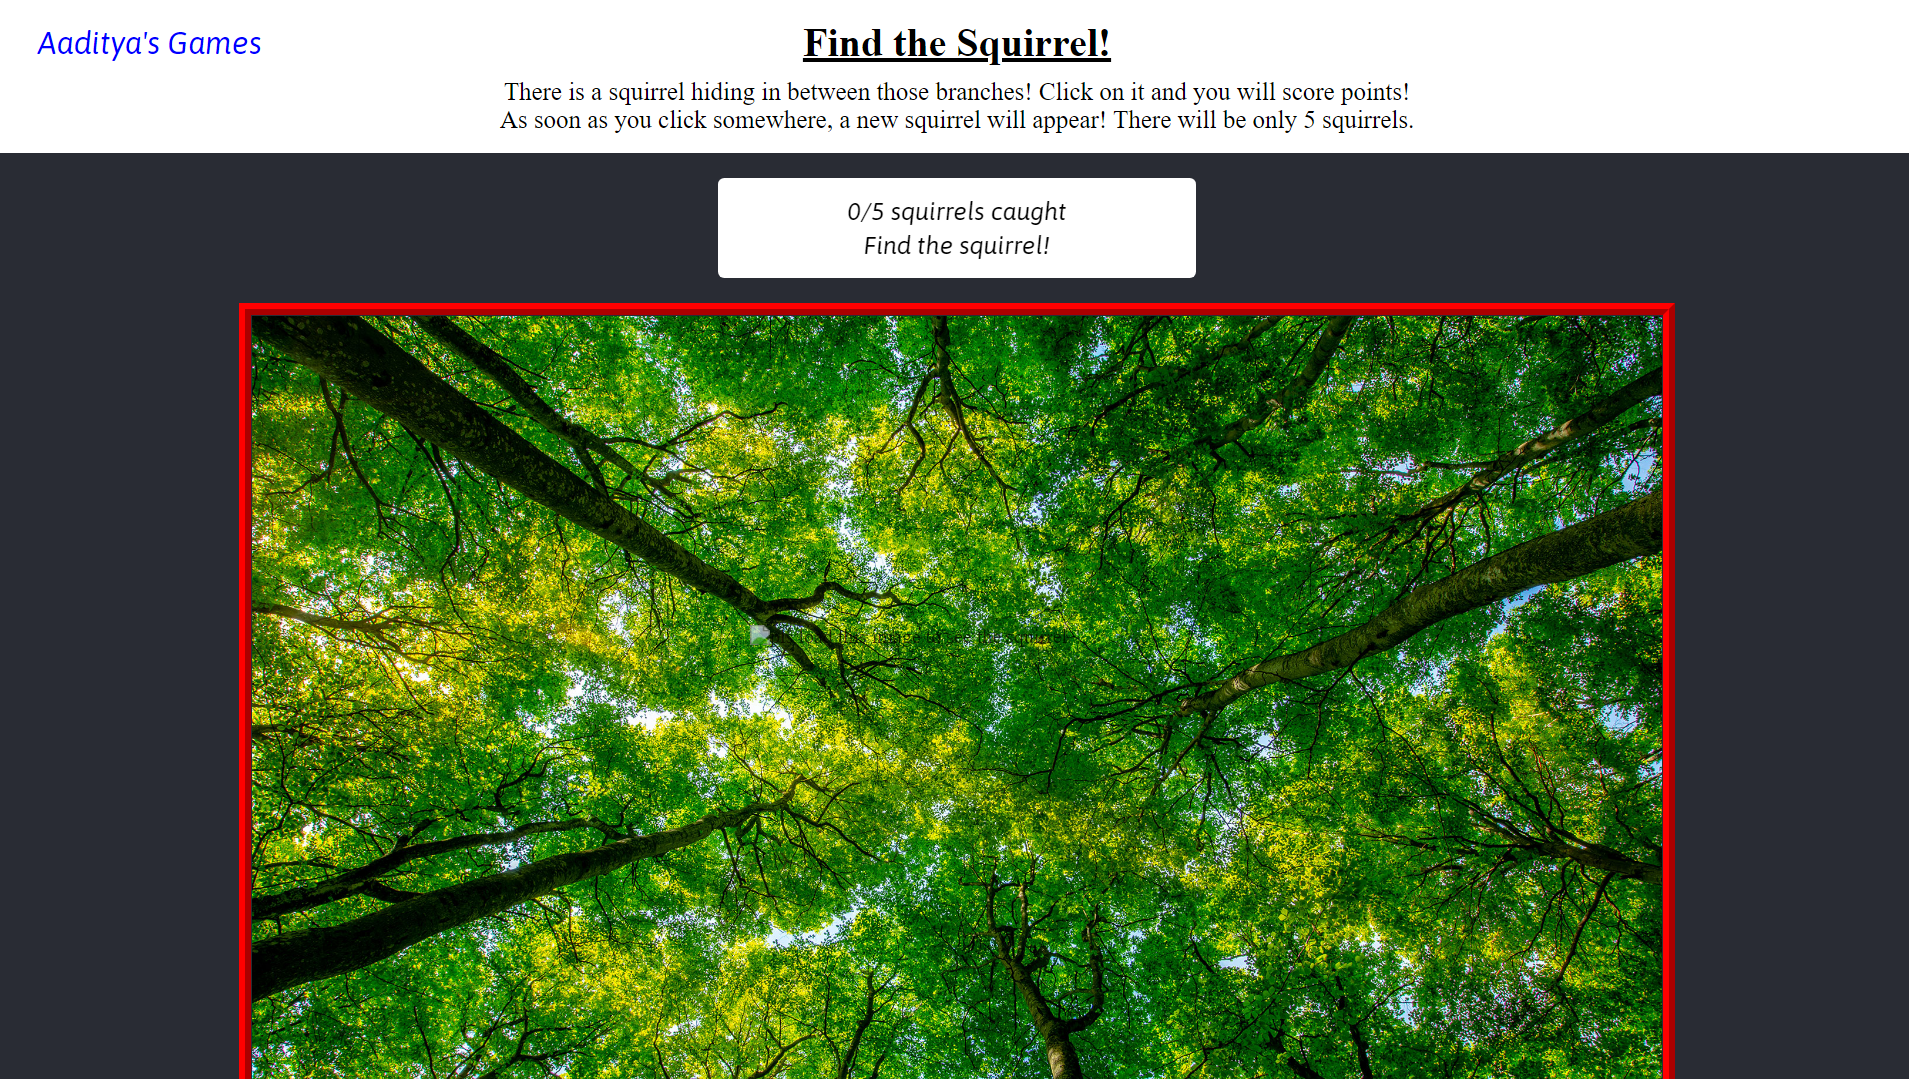 Aaditya's Games
Find the Squirrel!
There is a squirrel hiding in between those branches! Click on it and you will score points!
As soon as you click somewhere, a new squirrel will appear! There will be only 5 squirrels.
0/5 squirrels caught
Find the squirrel!
the squirrel